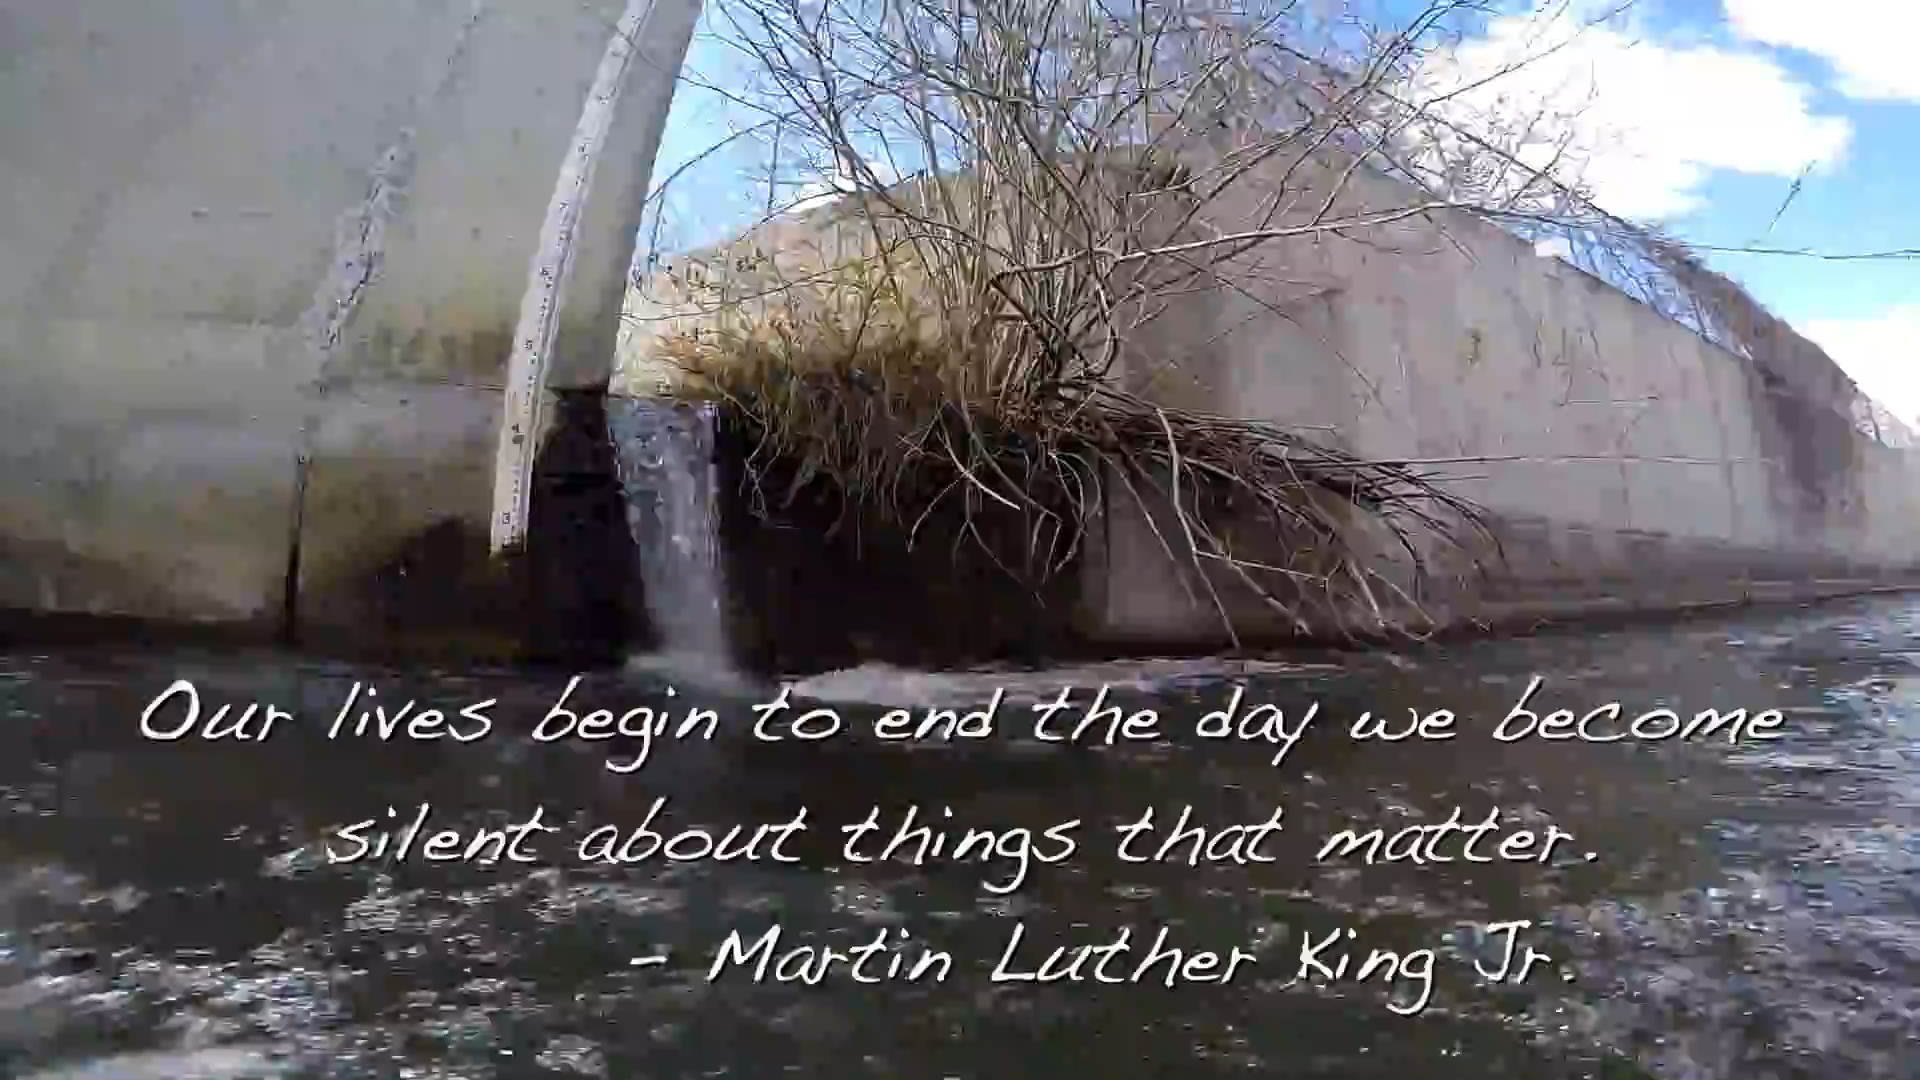 Our lives begin to end the day we become
silent about things that matter.
- Martin Luther King Jr.